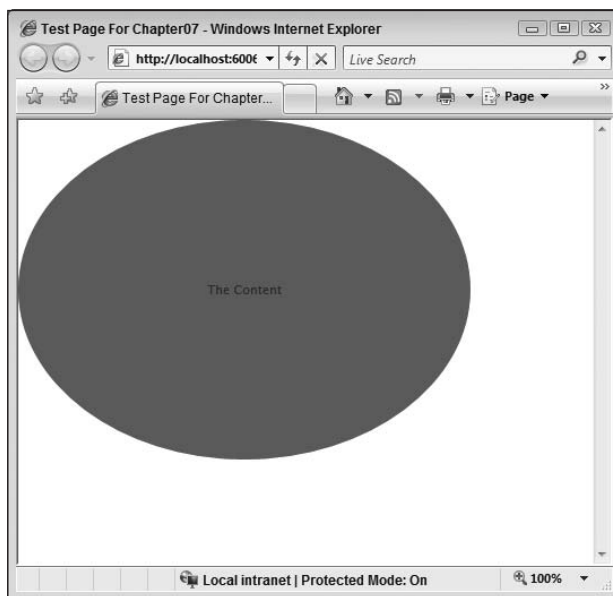 Test Page For Chapter07 - Windows Internet Explorer
http://localhost:6006
Live Search
Test Page For Chapter...
Page
The Content
Local intranet | Protected Mode: On
100%